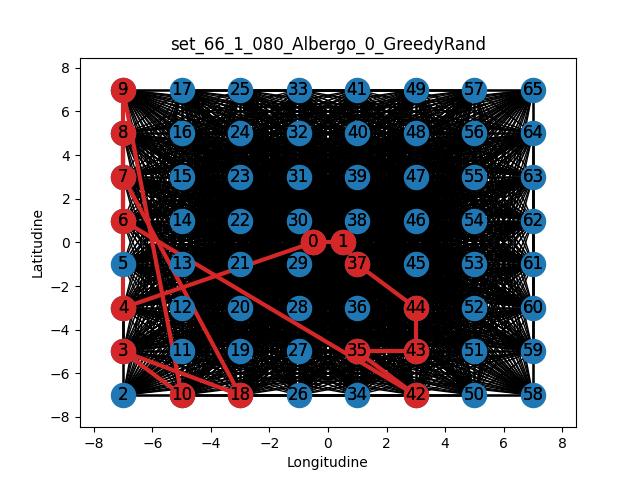 set_66_1_080_Albergo_0_GreedyRand
8
6
4
2
0
−2
−4
−6
−8
Latitudine
9 17 25 33 41 49 57 65
8 16 24 32 40 48 56 64
7 15 23 31 39 47 55 63
6 14 22 30 38 46 54 62
0 1
5 13 21 29 37 45 53 61
4 12 20 28 36 44 52 60
3 11 19 27 35 43 51 59
2 10 18 26 34 42 50 58
−8 −6 −4 −2 0 2 4 6 8
Longitudine